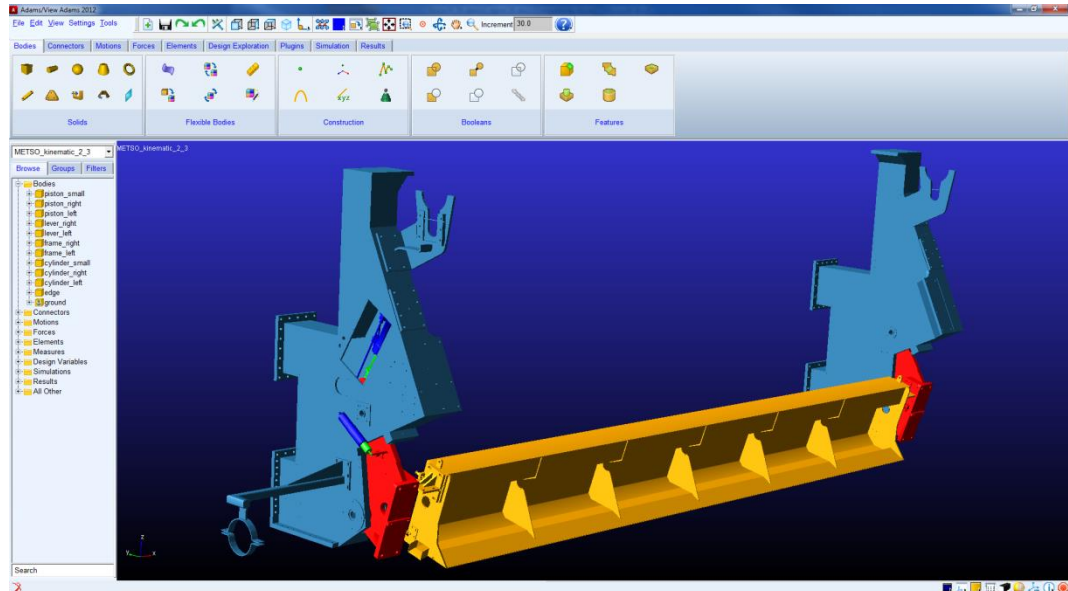 Adams/View Adams 2012
File Edit View Settings Tools
Increment 30.0
Bodies Connectors Motions Forces Elements Design Exploration Plugins Simulation Results
xyz
Solids Flexible Bodies Construction Booleans Features
METSO_kinematic_2_3
METSO_kinematic_2_3
Browse Groups Filters
Bodies
piston_small
piston_right
piston_left
lever_right
lever_left
frame_right
frame_left
cylinder_small
cylinder_right
cylinder_left
edge
ground
Connectors
Motions
Forces
Elements
Measures
Design Variables
Simulations
Results
All Other
z
y x
Search